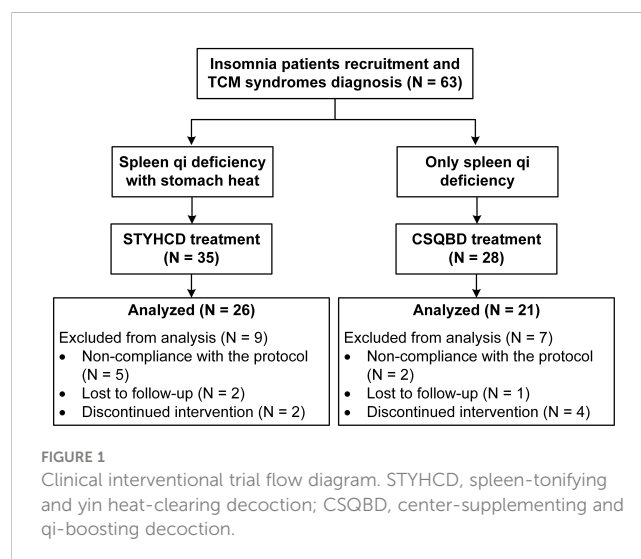 Insomnia patients recruitment and
TCM syndromes diagnosis (N = 63)
Spleen qi deficiency
with stomach heat
Only spleen qi
deficiency
STYHCD treatment
(N = 35)
CSQBD treatment
(N = 28)
Analyzed (N = 26)
Excluded from analysis (N = 9)
• Non-compliance with the protocol
(N = 5)
• Lost to follow-up (N = 2)
• Discontinued intervention (N = 2)
Analyzed (N = 21)
Excluded from analysis (N = 7)
• Non-compliance with the protocol
(N = 2)
• Lost to follow-up (N = 1)
• Discontinued intervention (N = 4)
FIGURE 1
Clinical interventional trial flow diagram. STYHCD, spleen-tonifying
and yin heat-clearing decoction; CSQBD, center-supplementing and
qi-boosting decoction.